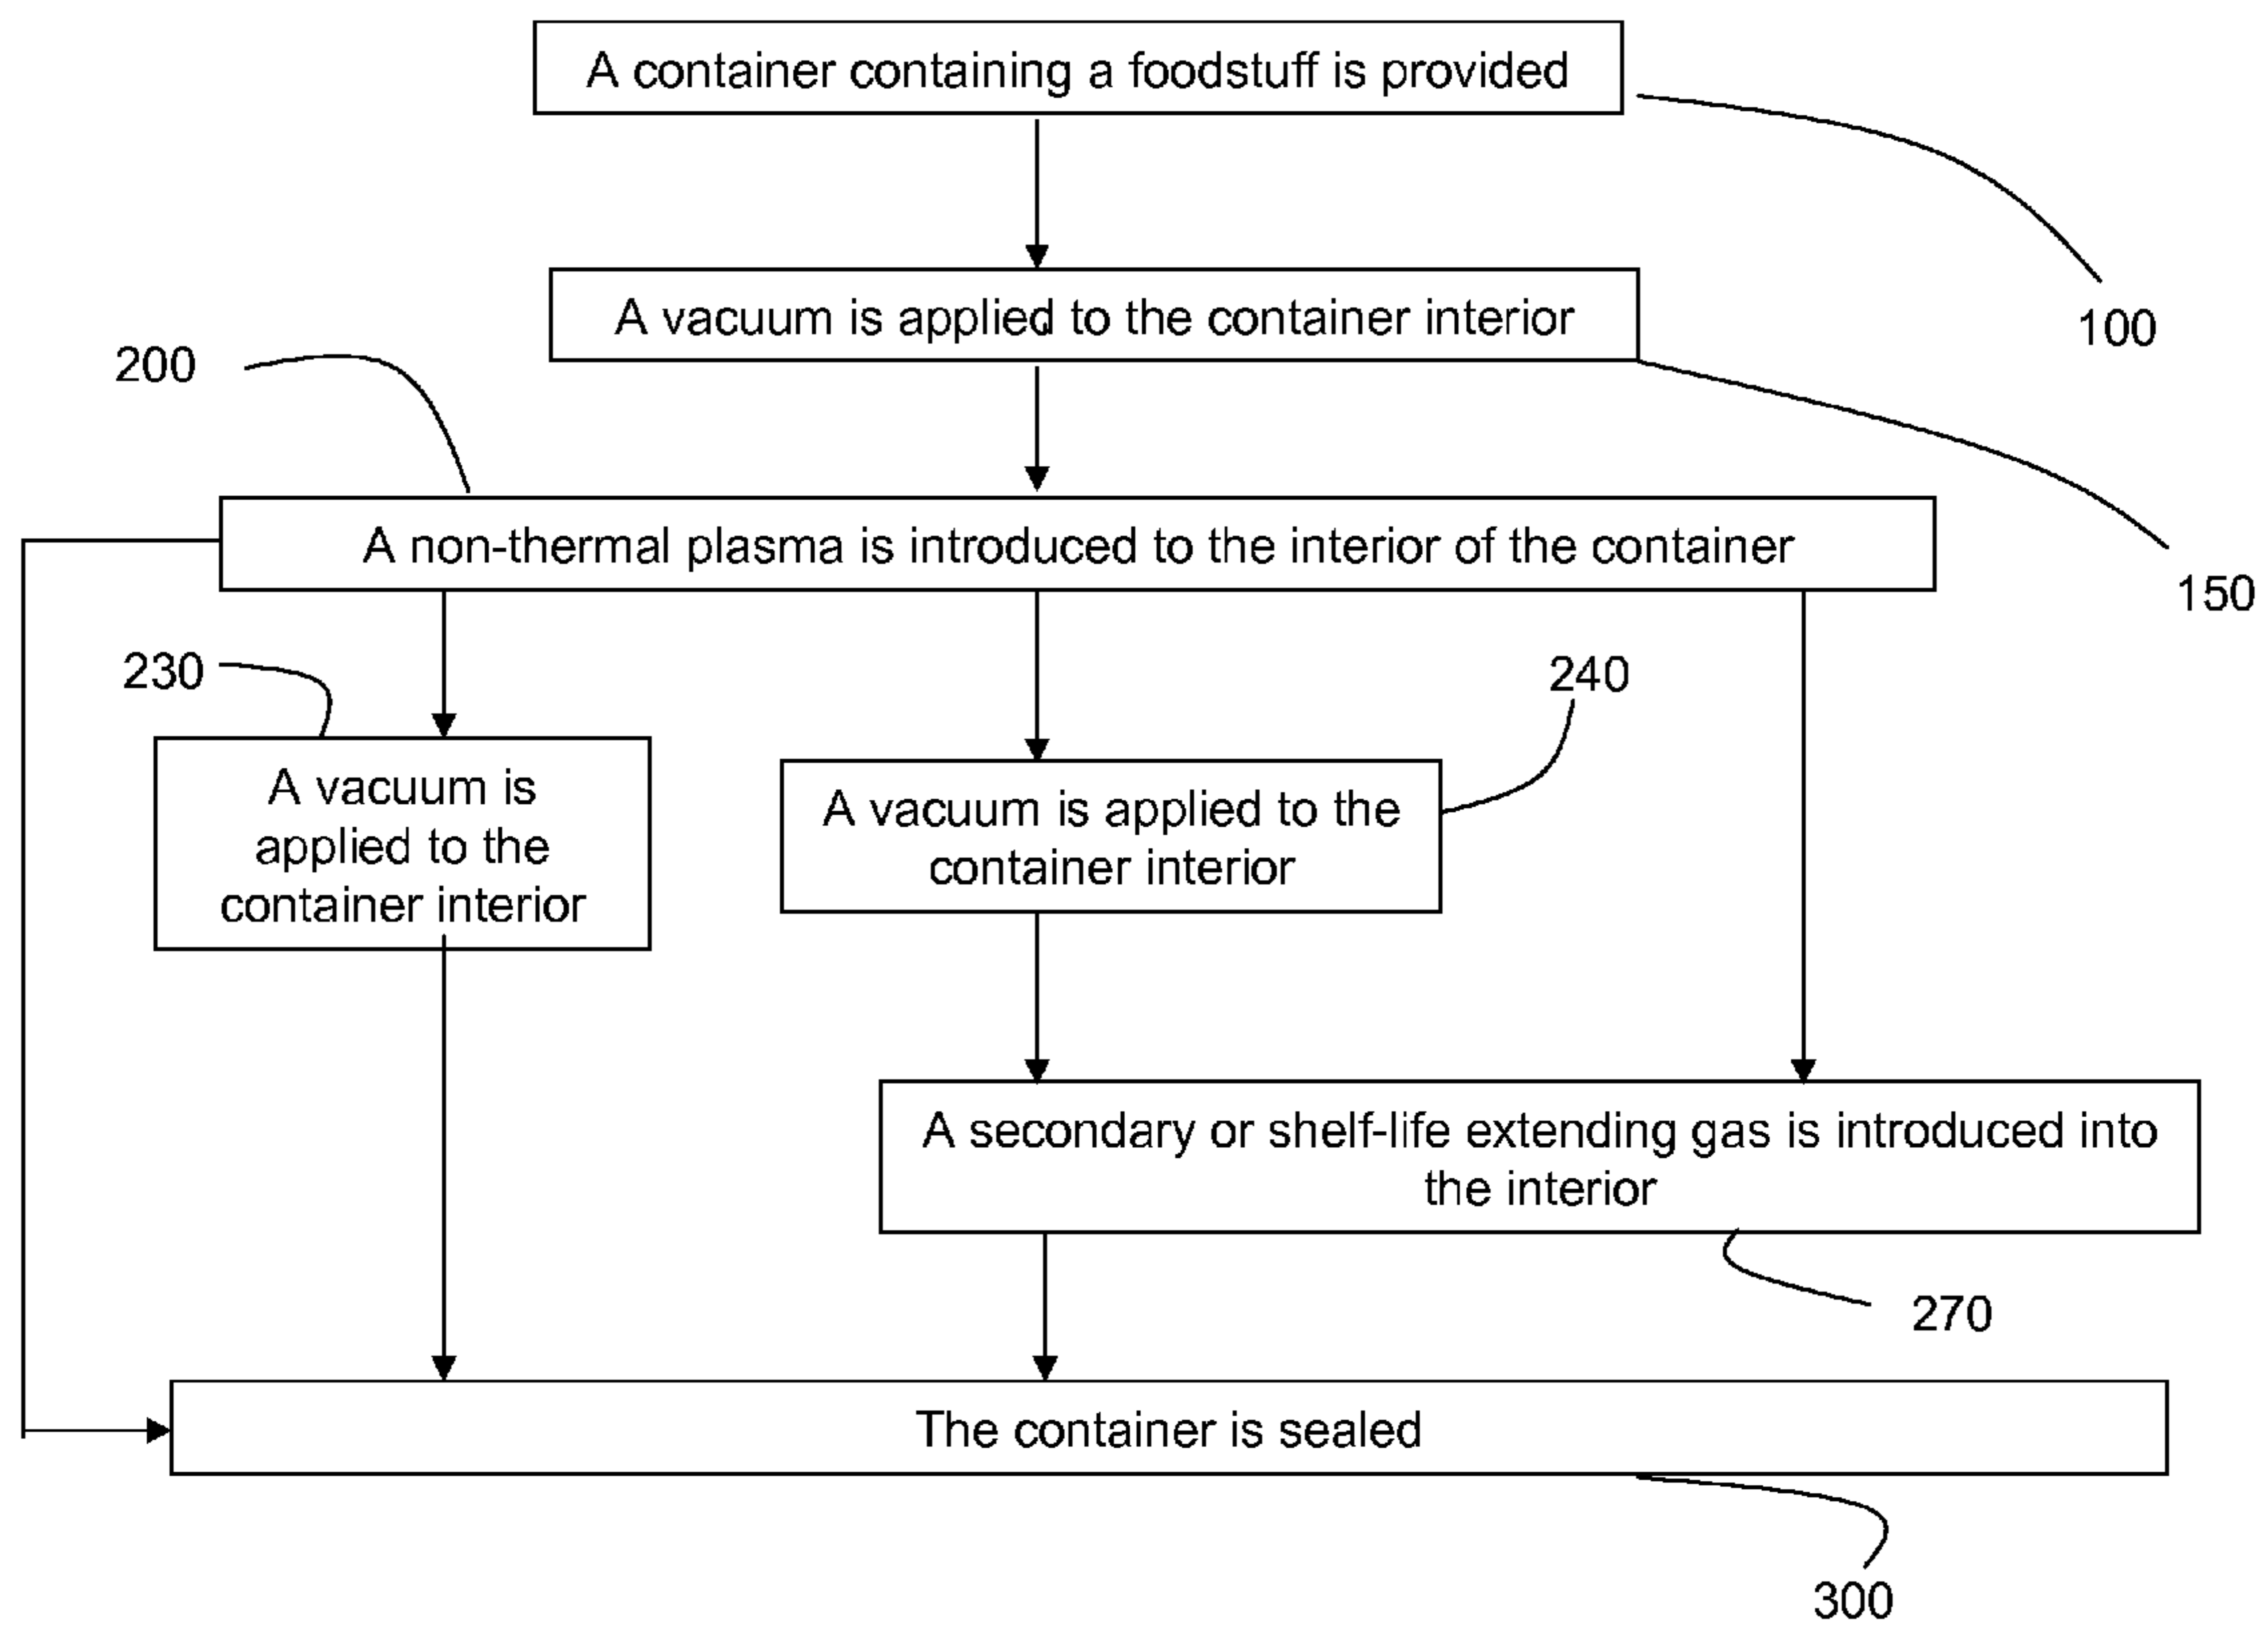 A container containing a foodstuff is provided
100
A vacuum is applied to the container interior
150
200
A non-thermal plasma is introduced to the interior of the container
230
A vacuum is
applied to the
container interior
240
A vacuum is applied to the
container interior
A secondary or shelf-life extending gas is introduced into
the interior
270
The container is sealed
300